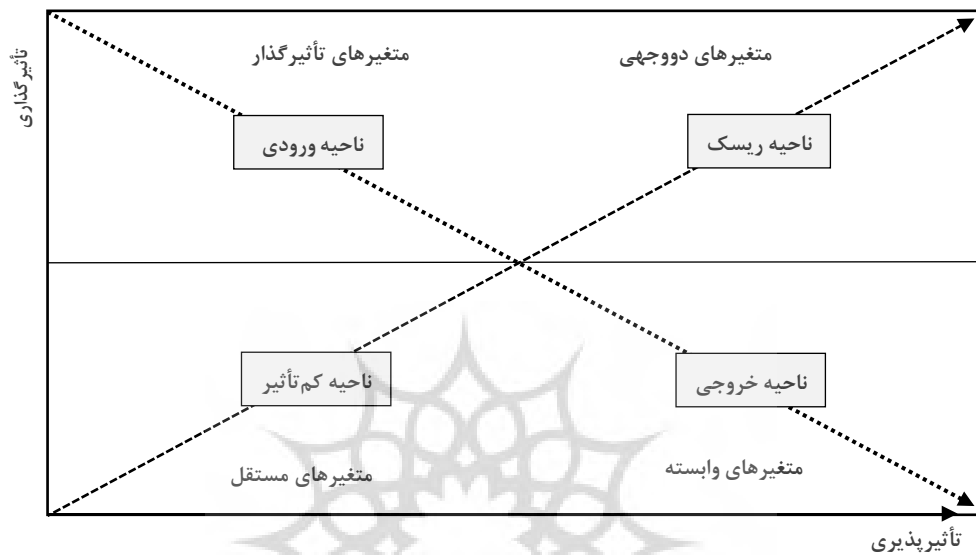 تأثیرگذاری
متغیرهای دووجهی
متغیرهای تأثیرگذار
ناحیه ریسک
ناحیه ورودی
ناحیه خروجی
ناحیه کم‌تأثیر
متغیرهای وابسته
متغیرهای مستقل
تأثیرپذیری